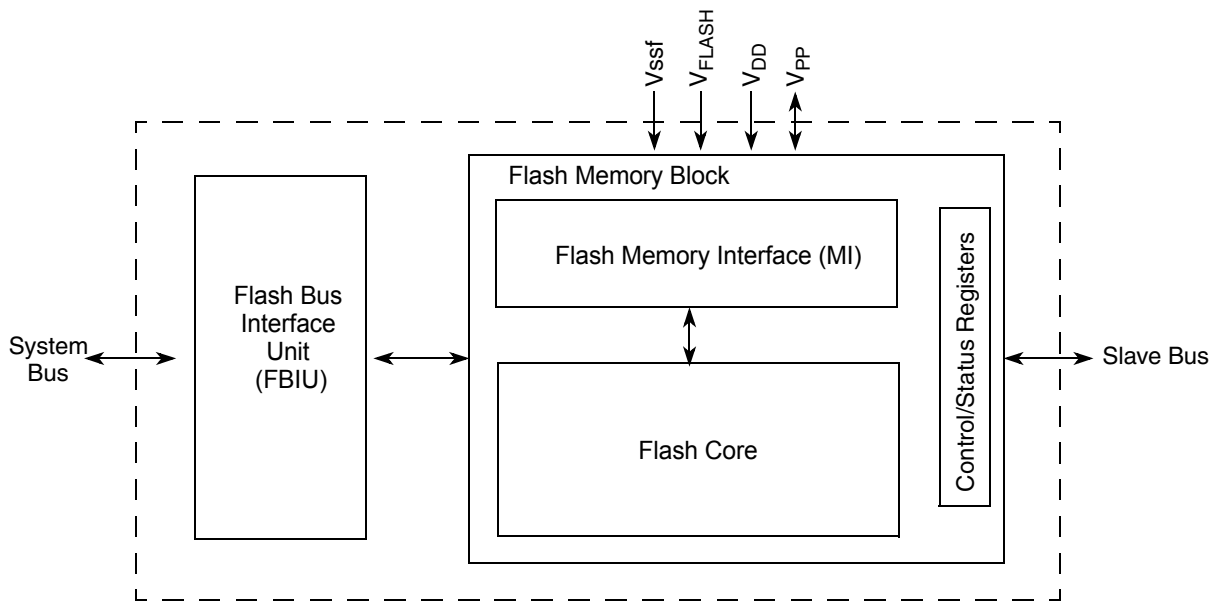 Vssf
VFLASH
VDD
VPP
Flash Memory Block
Flash Memory Interface (MI)
Control/Status Registers
Flash Bus
Interface
Unit
(FBIU)
System
Bus
Slave Bus
Flash Core